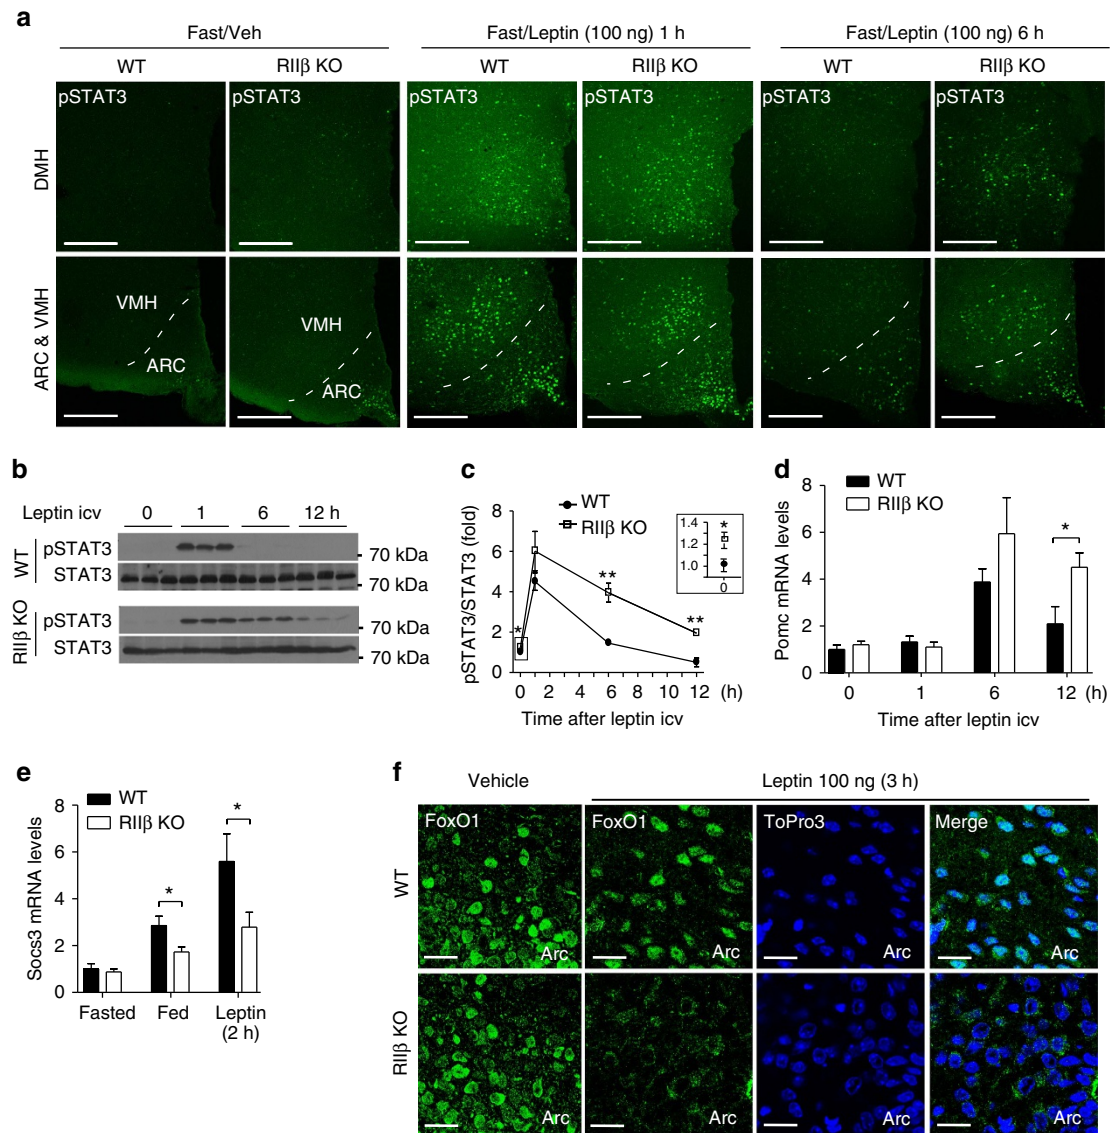 a
Fast/Veh
Fast/Leptin (100 ng) 1 h
Fast/Leptin (100 ng) 6 h
WT
RIIβ KO
WT
RIIβ KO
WT
RIIβ KO
DMH
pSTAT3
pSTAT3
pSTAT3
pSTAT3
pSTAT3
pSTAT3
ARC & VMH
VMH
ARC
VMH
ARC
b
Leptin icv
0
1
6
12 h
WT
pSTAT3
70 kDa
STAT3
70 kDa
RIIβ KO
pSTAT3
70 kDa
STAT3
70 kDa
c
WT
RIIβ KO
pSTAT3/STAT3 (fold)
8
6
4
2
0
*
**
**
1.4
1.2
1.0
*
0
0 2 4 6 8 10 12 (h)
Time after leptin icv
d
WT
RIIβ KO
Pomc mRNA levels
8
6
4
2
0
*
0 1 6 12 (h)
Time after leptin icv
e
WT
RIIβ KO
Socs3 mRNA levels
8
6
4
2
0
*
*
Fasted
Fed
Leptin
(2 h)
f
Vehicle
Leptin 100 ng (3 h)
WT
FoxO1
FoxO1
ToPro3
Merge
Arc
Arc
Arc
Arc
RIIβ KO
Arc
Arc
Arc
Arc